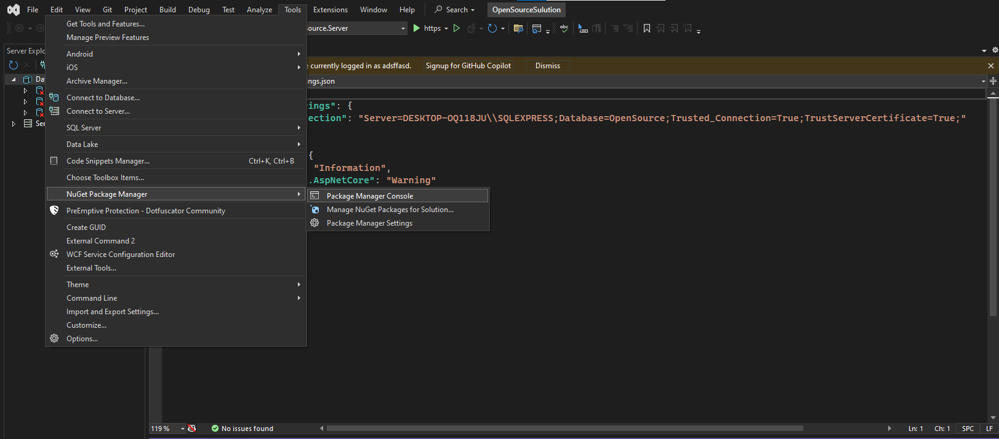 File Edit View Git Project Build Debug Test Analyze Tools Extensions Window Help Search OpenSourceSulution
ource.Server https
Server Explo
Get Tools and Features...
Manage Preview Features
Android
iOS
Archive Manager...
Connect to Database...
Connect to Server...
SQL Server
Data Lake
Code Snippets Manager... Ctrl+K, Ctrl+B
Choose Toolbox Items...
NuGet Package Manager
PreEmptive Protection - Dotfuscator Community
Create GUID
External Command 2
WCF Service Configuration Editor
External Tools...
Theme
Command Line
Import and Export Settings...
Customize...
Options...
Package Manager Console
Manage NuGet Packages for Solution...
Package Manager Settings
Dat
Ser
e currently logged in as adsffasd. Signup for GitHub Copilot Dismiss
ngs.json
rings": {
ection": "Server=DESKTOP-OQ118JU\\SQLEXPRESS;Database=OpenSource;Trusted_Connection=True;TrustServerCertificate=True;"
{
"Information",
.AspNetCore": "Warning"
119 % No issues found Ln: 1 Ch: 1 SPC LF